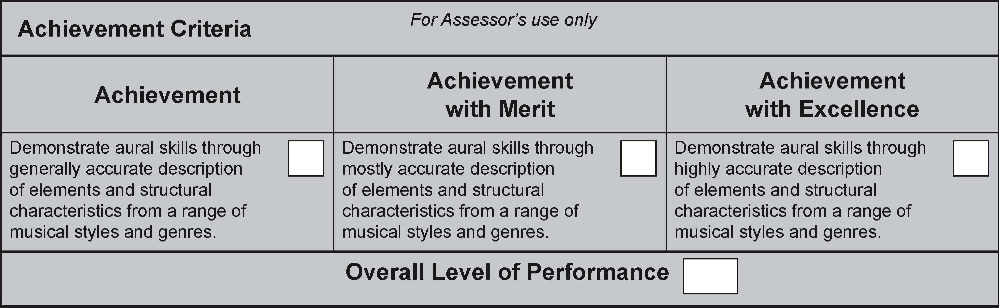 Achievement Criteria
For Assessor’s use only
Achievement
Achievement
with Merit
Achievement
with Excellence
Demonstrate aural skills through
generally accurate description
of elements and structural
characteristics from a range of
musical styles and genres.
Demonstrate aural skills through
mostly accurate description
of elements and structural
characteristics from a range of
musical styles and genres.
Demonstrate aural skills through
highly accurate description
of elements and structural
characteristics from a range of
musical styles and genres.
Overall Level of Performance